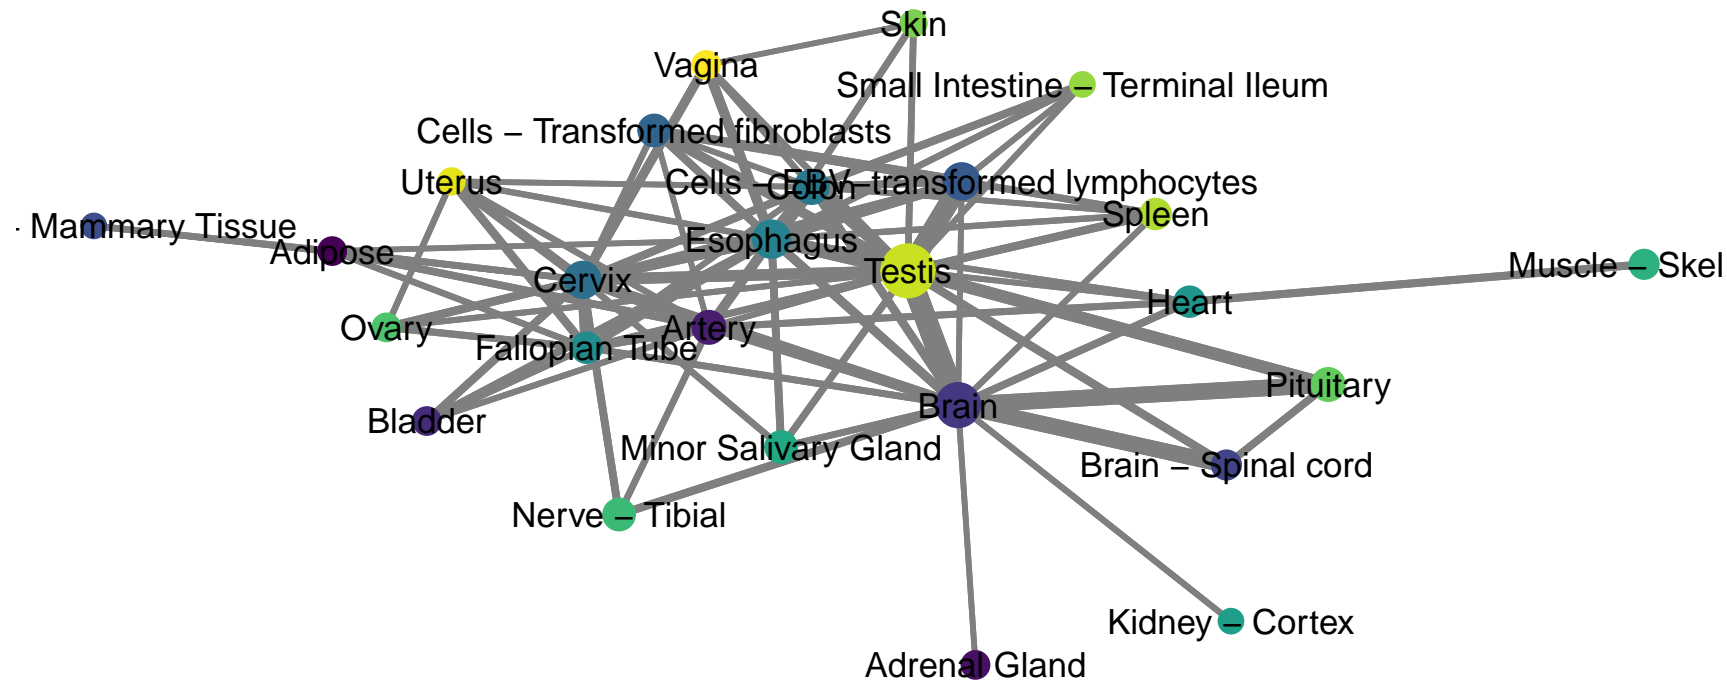 Skin
Vagina
Small Intestine – Terminal Ileum
Cells – Transformed fibroblasts
Uterus
Cells – EBV–transformed lymphocytes
Colon
Spleen
Mammary Tissue
Adipose
Esophagus
Testis
Muscle – Skel
Cervix
Heart
Ovary
Artery
Fallopian Tube
Pituitary
Brain
Bladder
Minor Salivary Gland
Brain – Spinal cord
Nerve – Tibial
Kidney – Cortex
Adrenal Gland